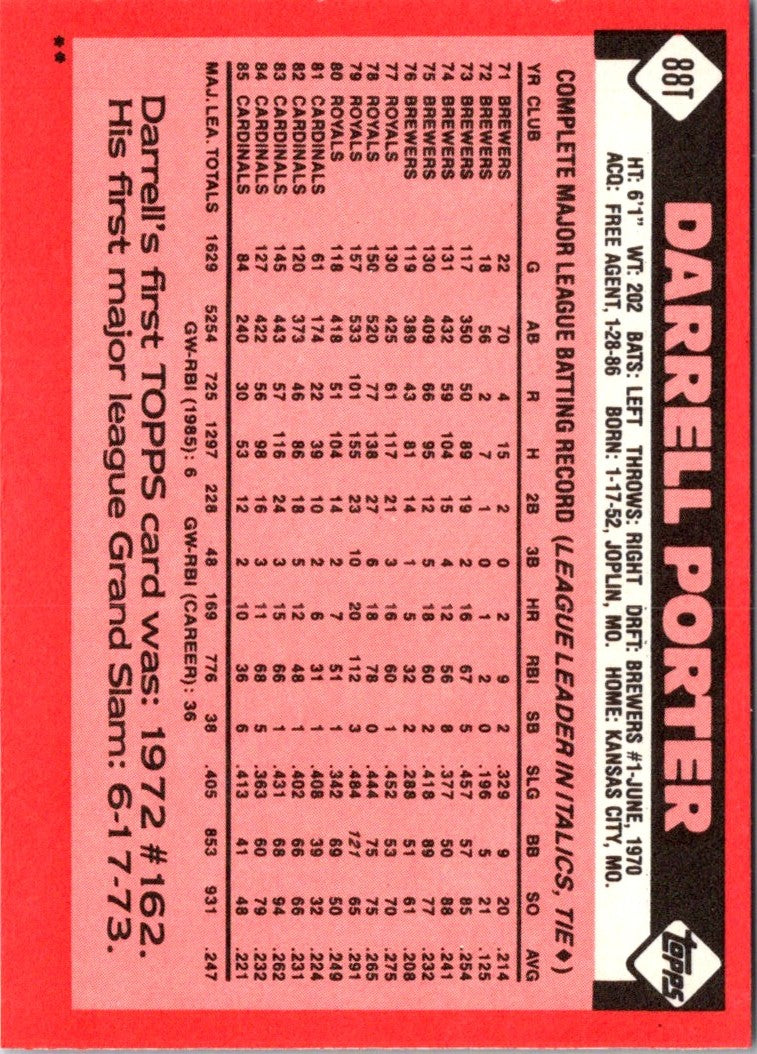 88T
DARRELL PORTER
topps
HT: 6'1" WT: 202 BATS: LEFT THROWS: RIGHT DRFT: BREWERS #1-JUNE, 1970
ACQ: FREE AGENT, 1-28-86 BORN: 1-17-52, JOPLIN, MO. HOME: KANSAS CITY, MO.
COMPLETE MAJOR LEAGUE BATTING RECORD (LEAGUE LEADER IN ITALICS, TIE♦)
YR CLUB G AB R H 2B 3B HR RBI SB SLG BB SO AVG
71 BREWERS 22 70 4 15 2 0 2 9 2 .329 9 20 .214
72 BREWERS 18 56 2 7 1 0 1 2 0 .196 5 21 .125
73 BREWERS 117 350 50 89 19 2 16 67 5 .457 57 85 .254
74 BREWERS 131 432 59 104 15 4 12 56 8 .377 50 88 .241
75 BREWERS 130 409 66 95 12 5 18 60 2 .418 89 77 .232
76 BREWERS 119 389 43 81 14 1 5 32 2 .288 51 61 .208
77 ROYALS 130 425 61 117 21 3 16 60 1 .452 53 70 .275
78 ROYALS 150 520 77 138 27 6 18 78 0 .444 75 75 .265
79 ROYALS 157 533 101 155 23 10 20 112 3 .484 121 65 .291
80 ROYALS 118 418 51 104 14 2 7 51 1 .342 69 50 .249
81 CARDINALS 61 174 22 39 10 2 6 31 1 .408 39 32 .224
82 CARDINALS 120 373 46 86 18 5 12 48 1 .402 66 66 .231
83 CARDINALS 145 443 57 116 24 3 15 66 1 .431 68 94 .262
84 CARDINALS 127 422 56 98 16 3 11 68 5 .363 60 79 .232
85 CARDINALS 84 240 30 53 12 2 10 36 6 .413 41 48 .221
MAJ. LEA. TOTALS 1629 5254 725 1297 228 48 169 776 38 .405 853 931 .247
GW-RBI (1985): 6 GW-RBI (CAREER): 36
Darrell's first TOPPS card was: 1972 #162.
His first major league Grand Slam: 6-17-73.
**